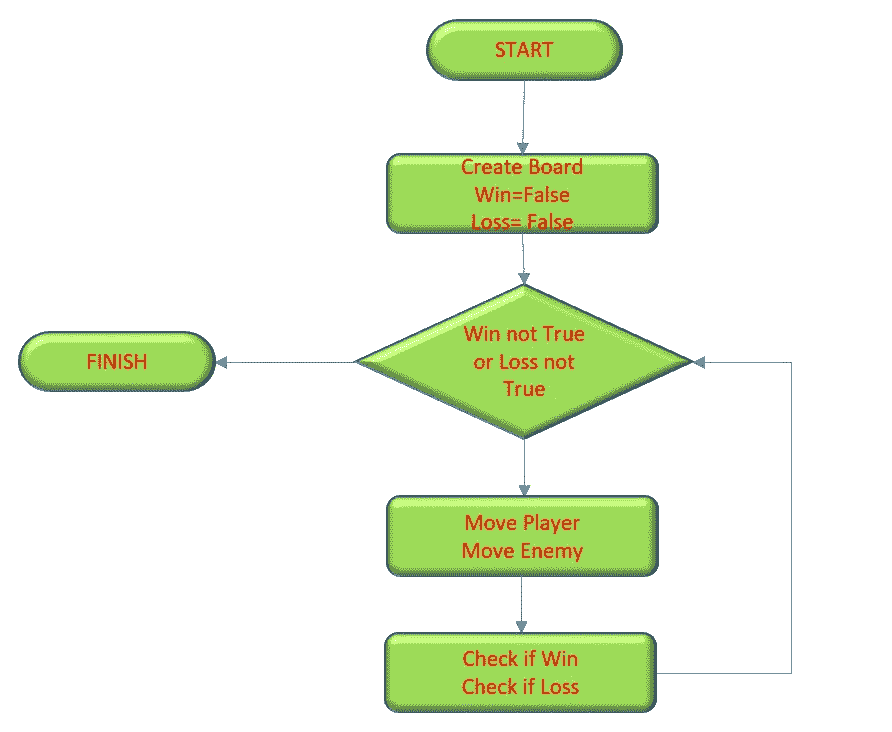 START
Create Board
Win=False
Loss= False
Win not True
or Loss not
True
FINISH
Move Player
Move Enemy
Check if Win
Check if Loss